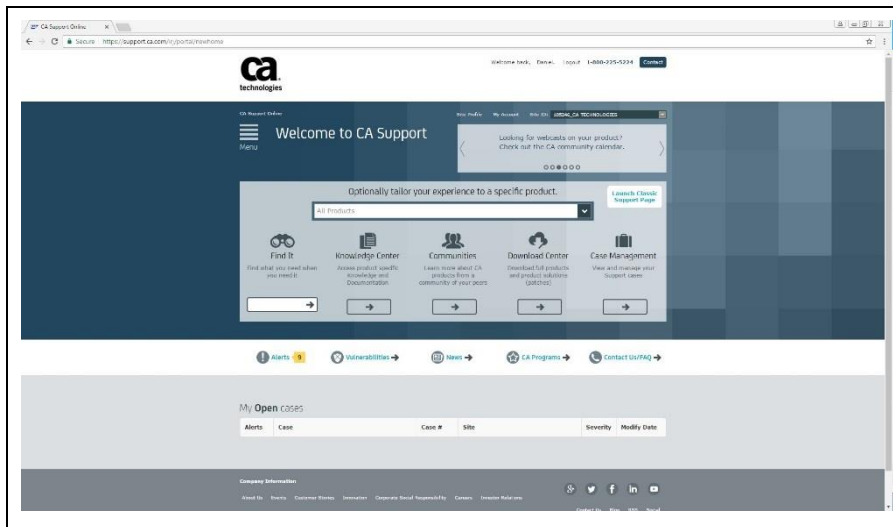 CA Support Online
Secure https://support.ca.com/
ca
technologies
Welcome back, Daniel. Logout 1-800-225-5224 Contact
CA Support Online
My Account Site ID: CA TECHNOLOGIES
Menu
Welcome to CA Support
Looking for webcasts on your product?
Check out the CA community calendar.
Optionally tailor your experience to a specific product.
Launch Classic
Support Page
All Products
Find It
Find what you need when
you need it
Knowledge Center
Access product specific
Knowledge and
Documentation
Communities
Learn more about CA
products from a
community of your peers
Download Center
Download full products
and product solutions
(patches)
Case Management
View and manage your
Support cases
Alerts 9
Vulnerabilities
News
CA Programs
Contact Us/FAQ
My Open cases
Alerts Case Case # Site Severity Modify Date
Company Information
About Us Events Customer Stories Innovation Corporate Social Responsibility Careers Investor Relations
Contact Us Blog RSS Social